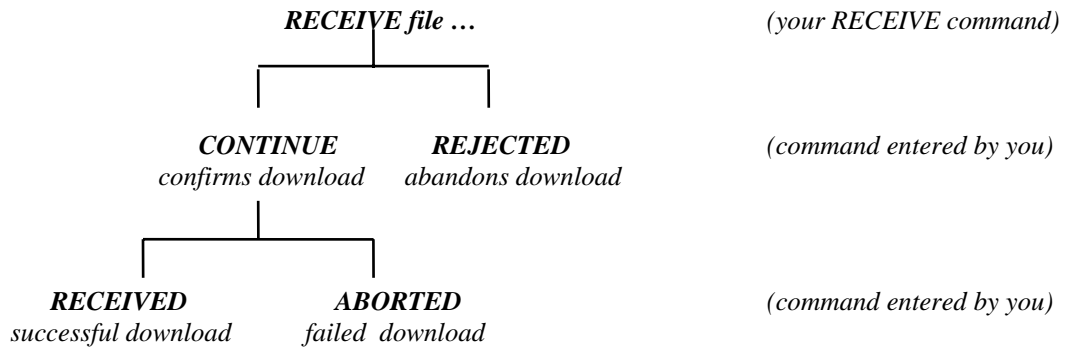 RECEIVE file … (your RECEIVE command)
CONTINUE REJECTED (command entered by you)
confirms download abandons download
RECEIVED ABORTED (command entered by you)
successful download failed download